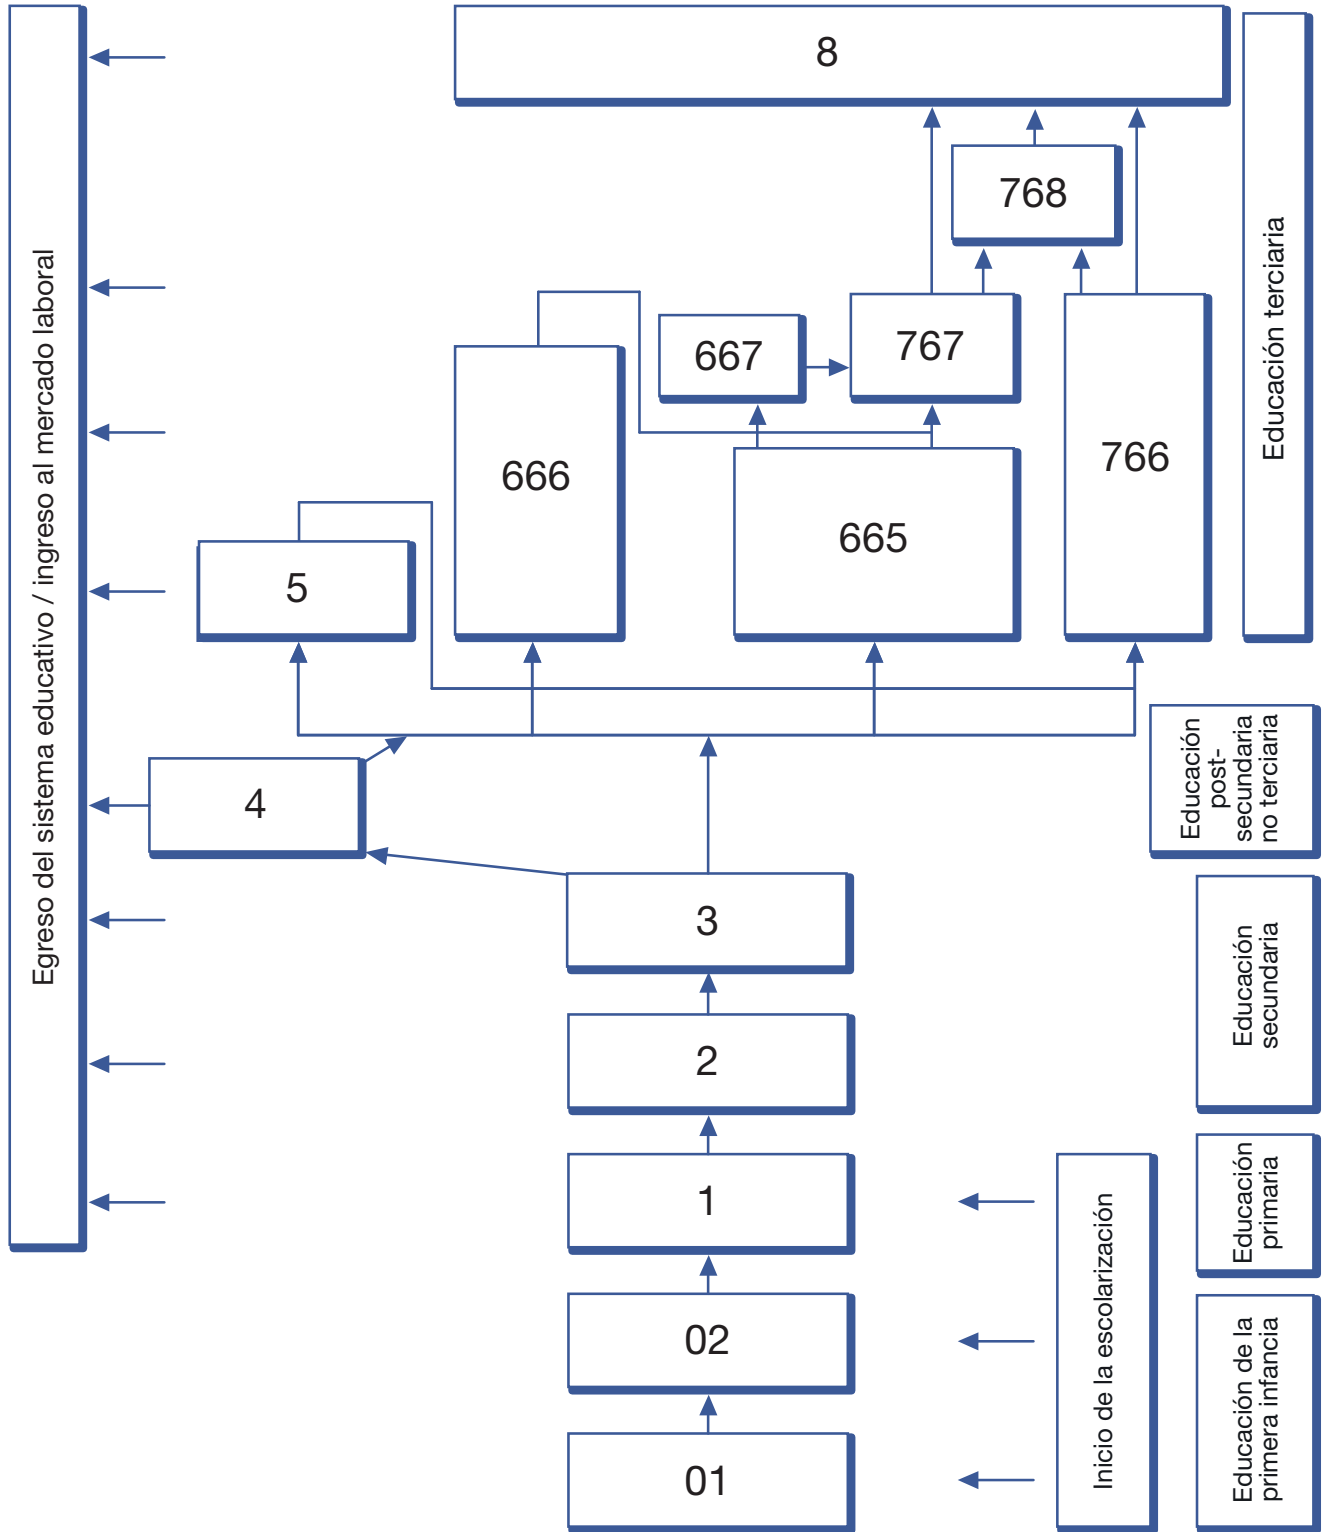 8
768
667
767
666
766
665
5
4
3
2
1
02
01
Egreso del sistema educativo / ingreso al mercado laboral
Inicio de la escolarización
Educación terciaria
Educación
post-
secundaria
no terciaria
Educación
secundaria
Educación
primaria
Educación de la
primera infancia